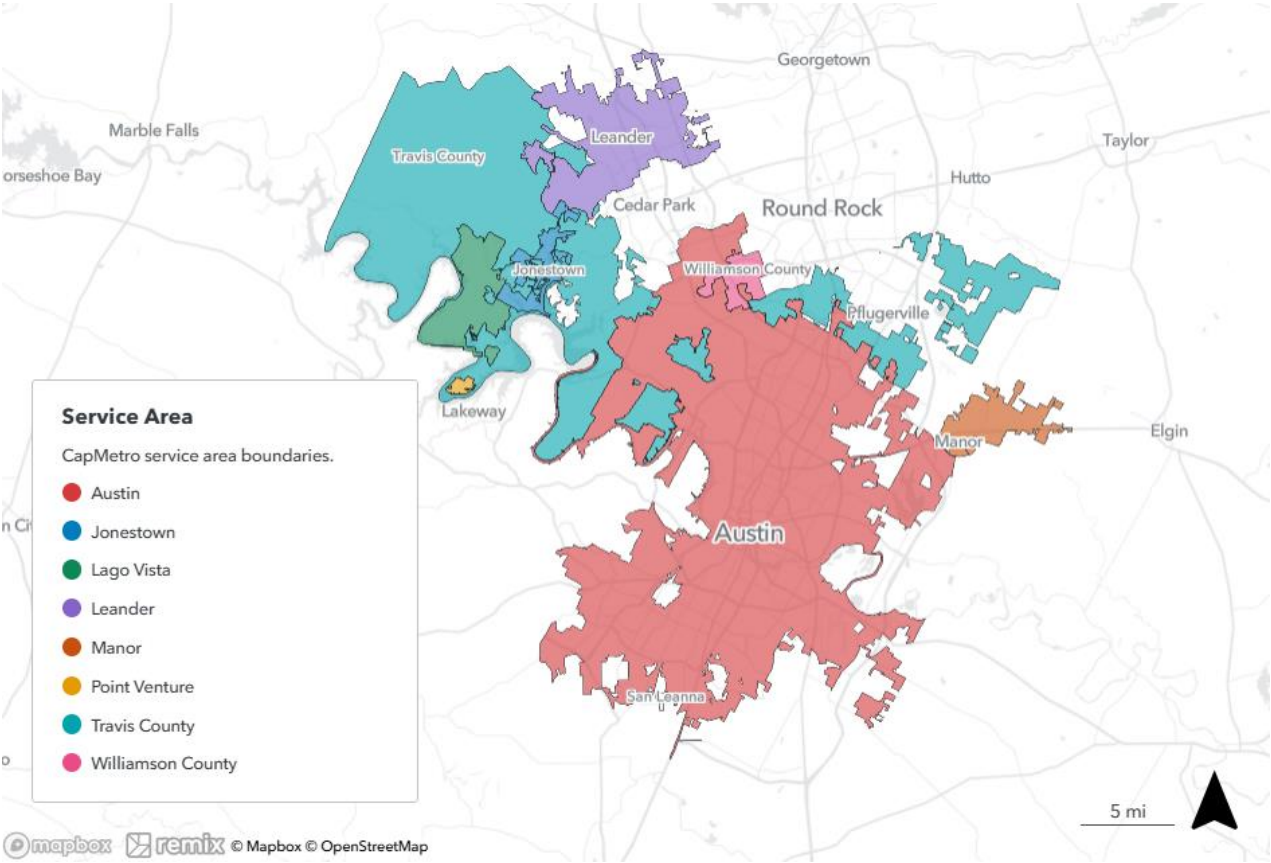 Georgetown
Marble Falls
Leander
Taylor
Travis County
orseshoe Bay
Hutto
Cedar Park
Round Rock
Jonestown
Williamson County
Pflugerville
Lakeway
Service Area
CapMetro service area boundaries.
Austin
Jonestown
Lago Vista
Leander
Manor
Point Venture
Travis County
Williamson County
Elgin
Manor
n Ci
Austin
San Leanna
o
5 mi
mapbox remix © Mapbox © OpenStreetMap